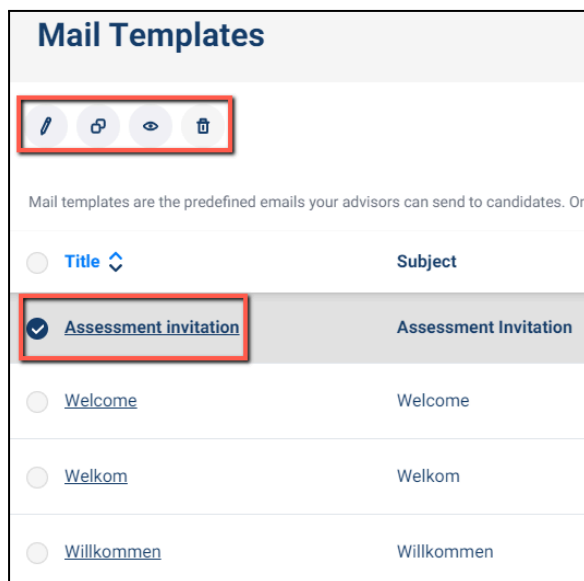 Mail Templates
Mail templates are the predefined emails your advisors can send to candidates. Or
Title Subject
Assessment invitation Assessment Invitation
Welcome Welcome
Welkom Welkom
Willkommen Willkommen